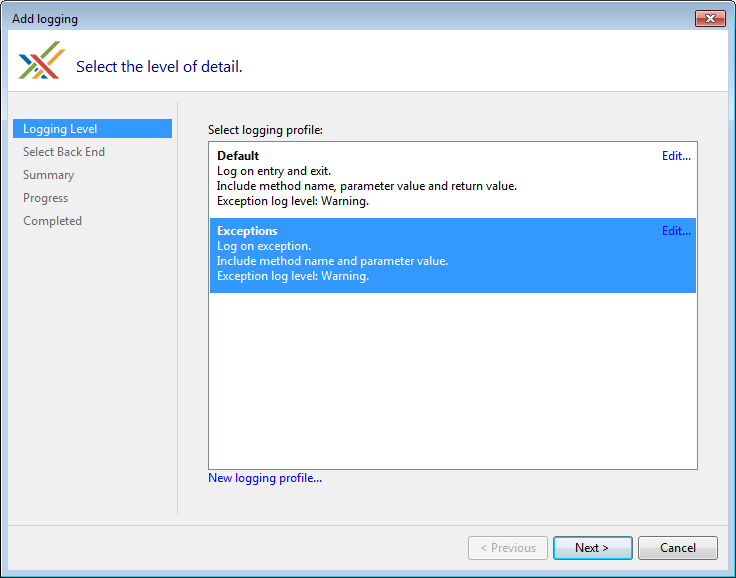 Add logging
Select the level of detail.
Logging Level
Select Back End
Summary
Progress
Completed
Select logging profile:
Default
Edit...
Log on entry and exit.
Include method name, parameter value and return value.
Exception log level: Warning.
Exceptions
Edit...
Log on exception.
Include method name and parameter value.
Exception log level: Warning.
New logging profile...
< Previous
Next >
Cancel